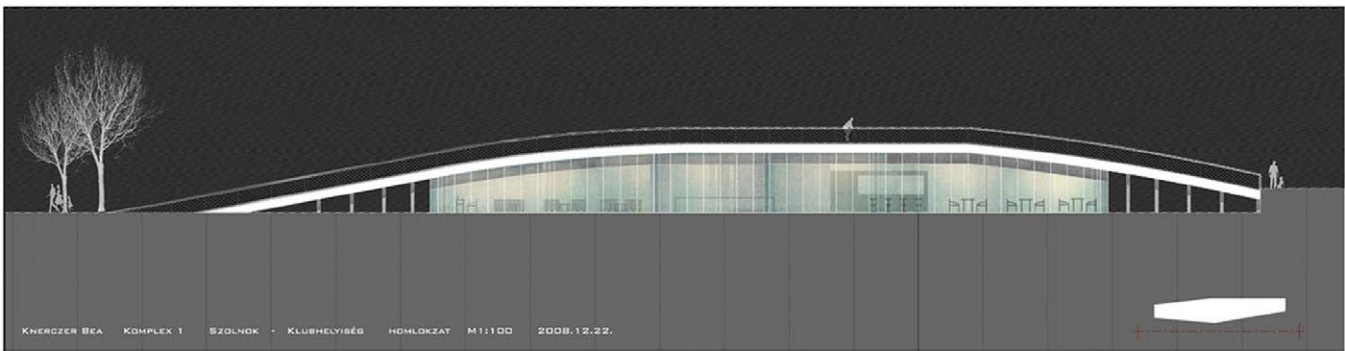 KNERCZER BEA KOMPLEX 1 SZOLNOK - KLUBHELYISÉG HOMLOKZAT M1:100 2008.12.22.